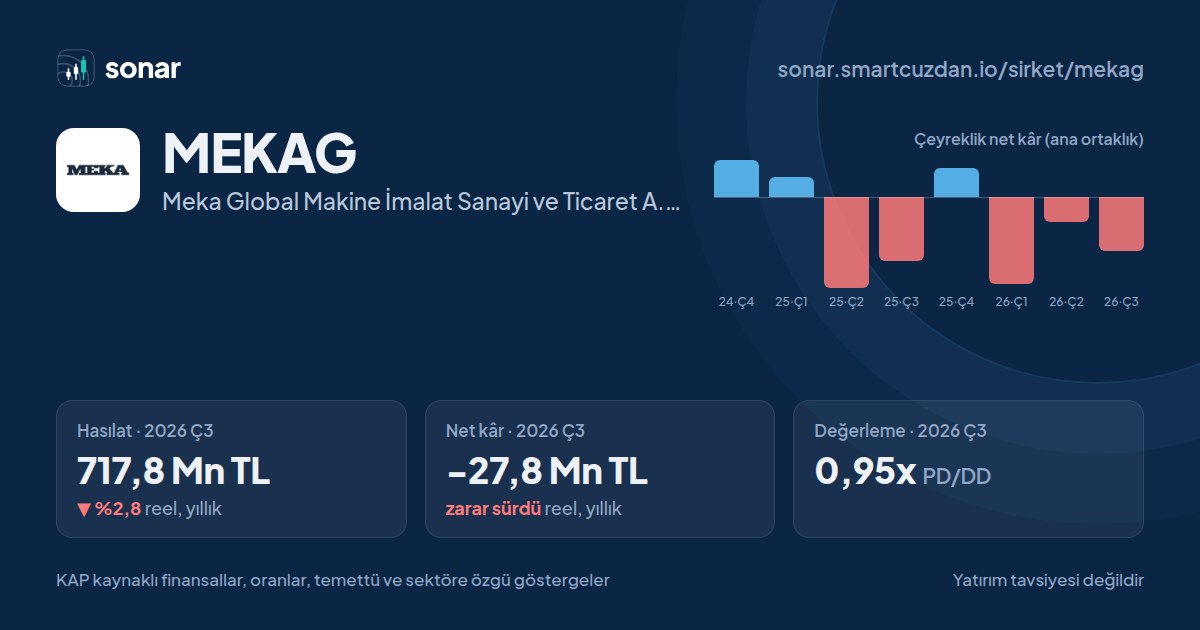 sonar
sonar.smartcuzdan.io/sirket/mekag
MEKA
MEKAG
Meka Global Makine İmalat Sanayi ve Ticaret A.…
Çeyreklik net kâr (ana ortaklık)
24·Ç4 25·Ç1 25·Ç2 25·Ç3 25·Ç4 26·Ç1 26·Ç2 26·Ç3
Hasılat · 2026 Ç3
717,8 Mn TL
▼ %2,8 reel, yıllık
Net kâr · 2026 Ç3
−27,8 Mn TL
zarar sürdü reel, yıllık
Değerleme · 2026 Ç3
0,95x PD/DD
KAP kaynaklı finansallar, oranlar, temettü ve sektöre özgü göstergeler
Yatırım tavsiyesi değildir